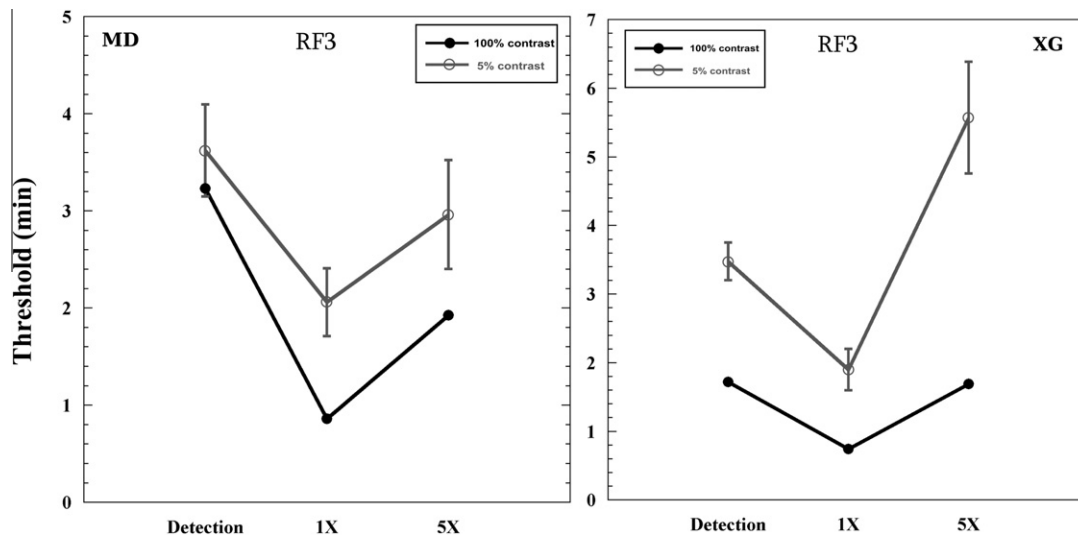 MD
RF3
100% contrast
5% contrast
Threshold (min)
5
4
3
2
1
0
Detection 1X 5X
RF3
XG
100% contrast
5% contrast
7
6
5
4
3
2
1
0
Detection 1X 5X